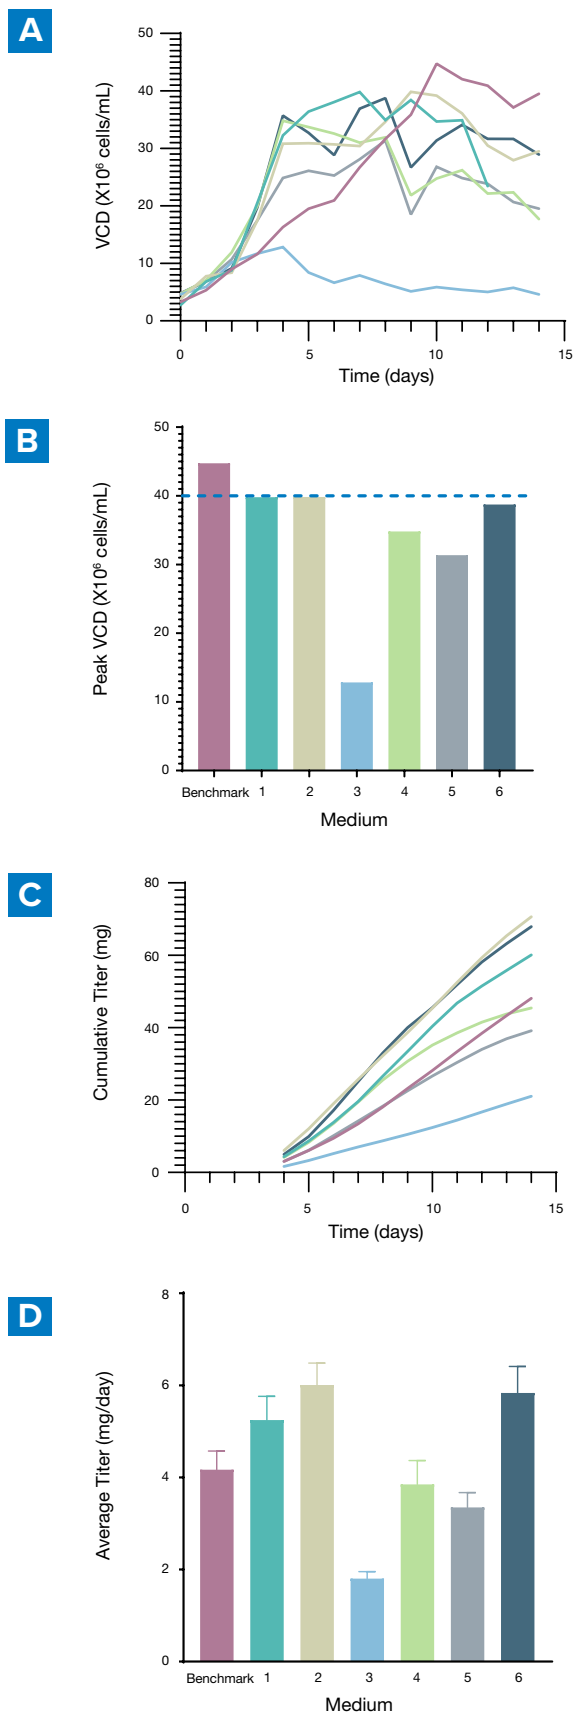 A
VCD (X10⁶ cells/mL)
50
40
30
20
10
0
0 5 10 15
Time (days)
B
Peak VCD (X10⁶ cells/mL)
50
40
30
20
10
0
Benchmark 1 2 3 4 5 6
Medium
C
Cumulative Titer (mg)
80
60
40
20
0
0 5 10 15
Time (days)
D
Average Titer (mg/day)
8
6
4
2
0
Benchmark 1 2 3 4 5 6
Medium